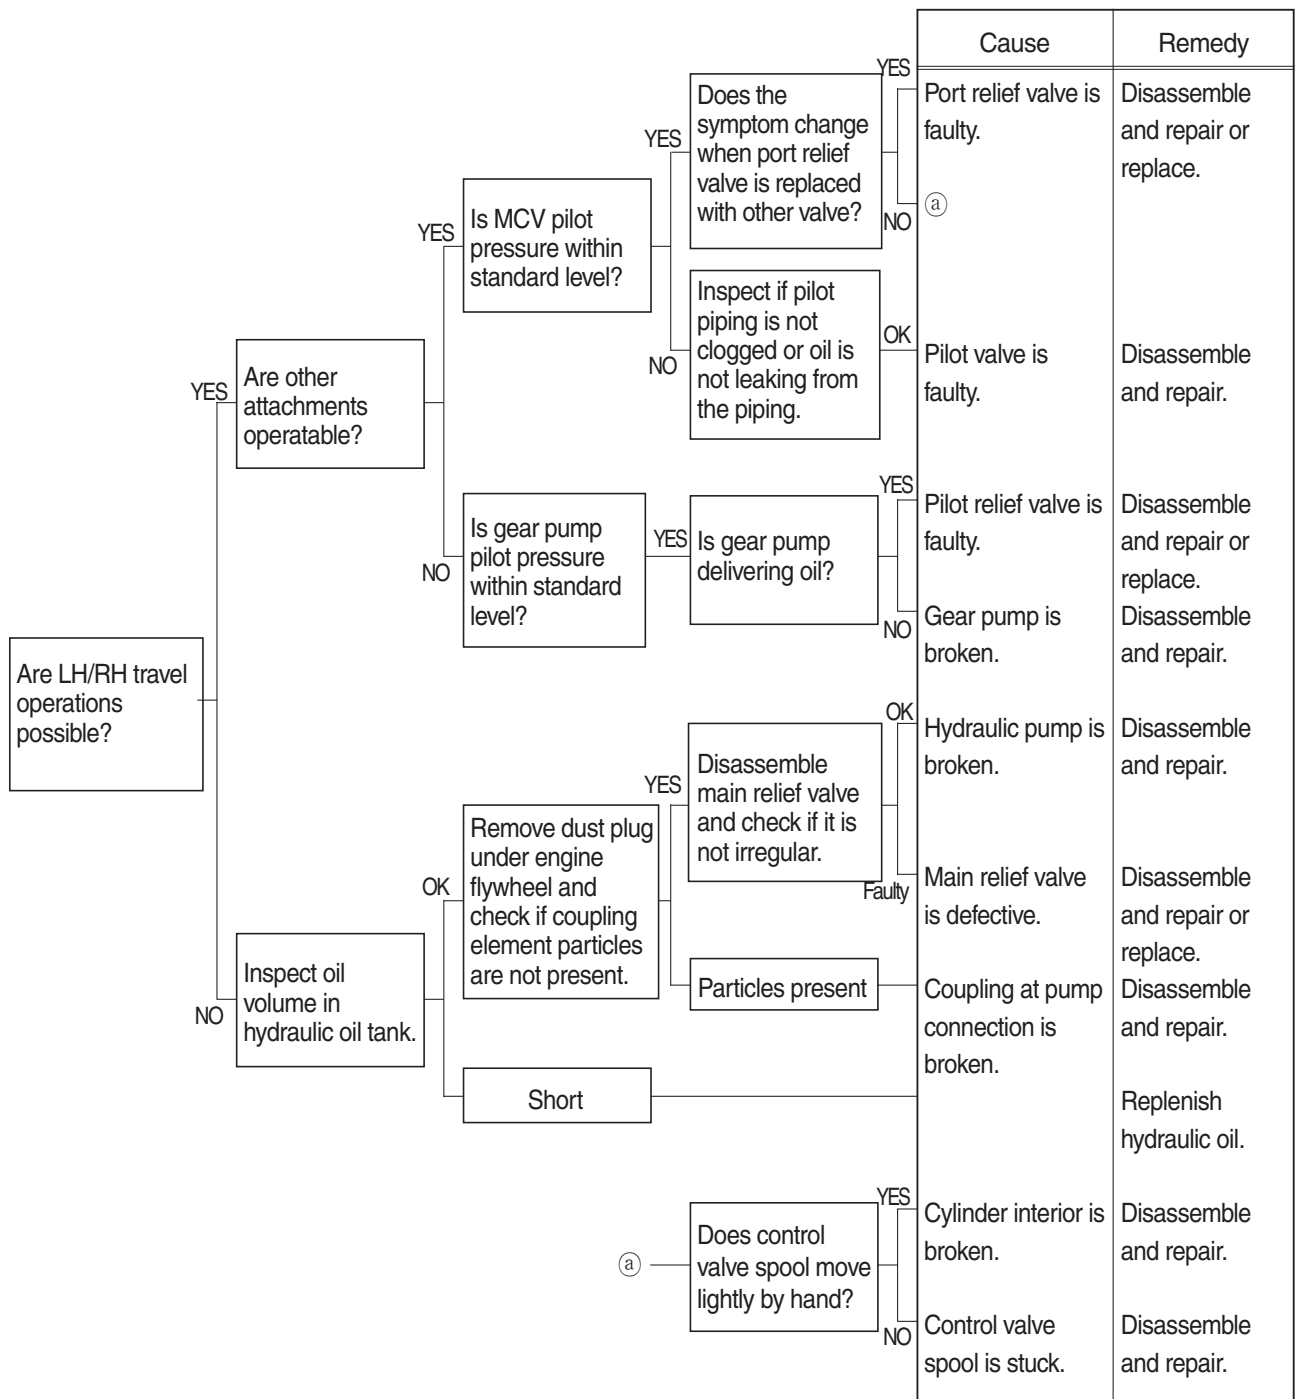 Cause
Remedy
YES
Does the
symptom change
when port relief
valve is replaced
with other valve?
Port relief valve is
faulty.
Disassemble
and repair or
replace.
YES
NO
ⓐ
YES
Is MCV pilot
pressure within
standard level?
NO
Inspect if pilot
piping is not
clogged or oil is
not leaking from
the piping.
OK
Pilot valve is
faulty.
Disassemble
and repair.
YES
Are other
attachments
operatable?
NO
Is gear pump
pilot pressure
within standard
level?
YES
Is gear pump
delivering oil?
YES
Pilot relief valve is
faulty.
Disassemble
and repair or
replace.
NO
Gear pump is
broken.
Disassemble
and repair.
Are LH/RH travel
operations
possible?
NO
Inspect oil
volume in
hydraulic oil tank.
OK
Remove dust plug
under engine
flywheel and
check if coupling
element particles
are not present.
YES
Disassemble
main relief valve
and check if it is
not irregular.
OK
Hydraulic pump is
broken.
Disassemble
and repair.
Faulty
Main relief valve
is defective.
Disassemble
and repair or
replace.
Particles present
Coupling at pump
connection is
broken.
Disassemble
and repair.
Short
Replenish
hydraulic oil.
ⓐ
Does control
valve spool move
lightly by hand?
YES
Cylinder interior is
broken.
Disassemble
and repair.
NO
Control valve
spool is stuck.
Disassemble
and repair.